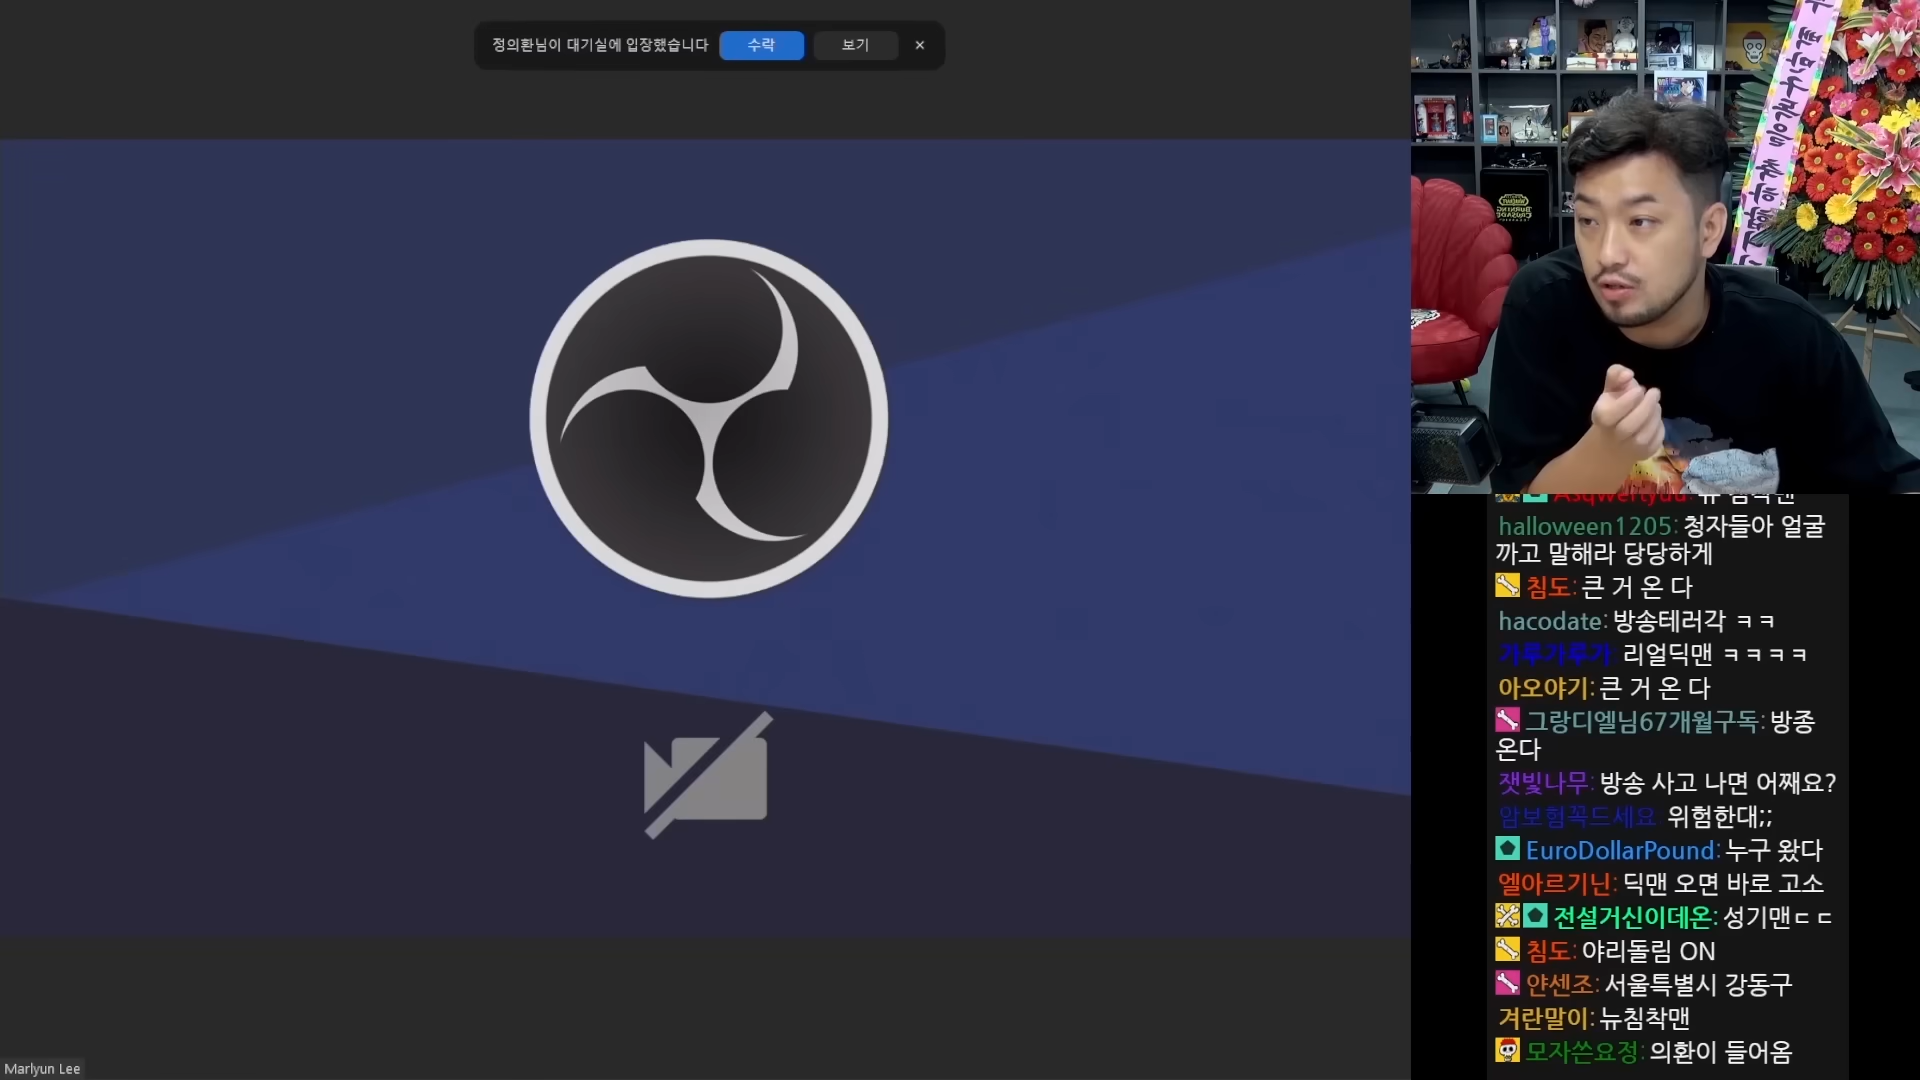 정의환님이 대기실에 입장했습니다
수락
보기
halloween1205: 청자들아 얼굴
까고 말해라 당당하게
침도: 큰 거 온 다
hacodate: 방송테러각 ㅋㅋ
가루가루가: 리얼딕맨 ㅋㅋㅋㅋ
아오야기: 큰 거 온 다
그랑디엘님67개월구독: 방종
온다
잿빛나무: 방송 사고 나면 어째요?
암보험꼭드세요: 위험한대;;
EuroDollarPound: 누구 왔다
엘아르기닌: 딕맨 오면 바로 고소
전설거신이데온: 성기맨ㄷㄷ
침도: 야리돌림 ON
얀센조: 서울특별시 강동구
겨란말이: 뉴침착맨
모자쓴요정: 의환이 들어옴
Marlyun Lee